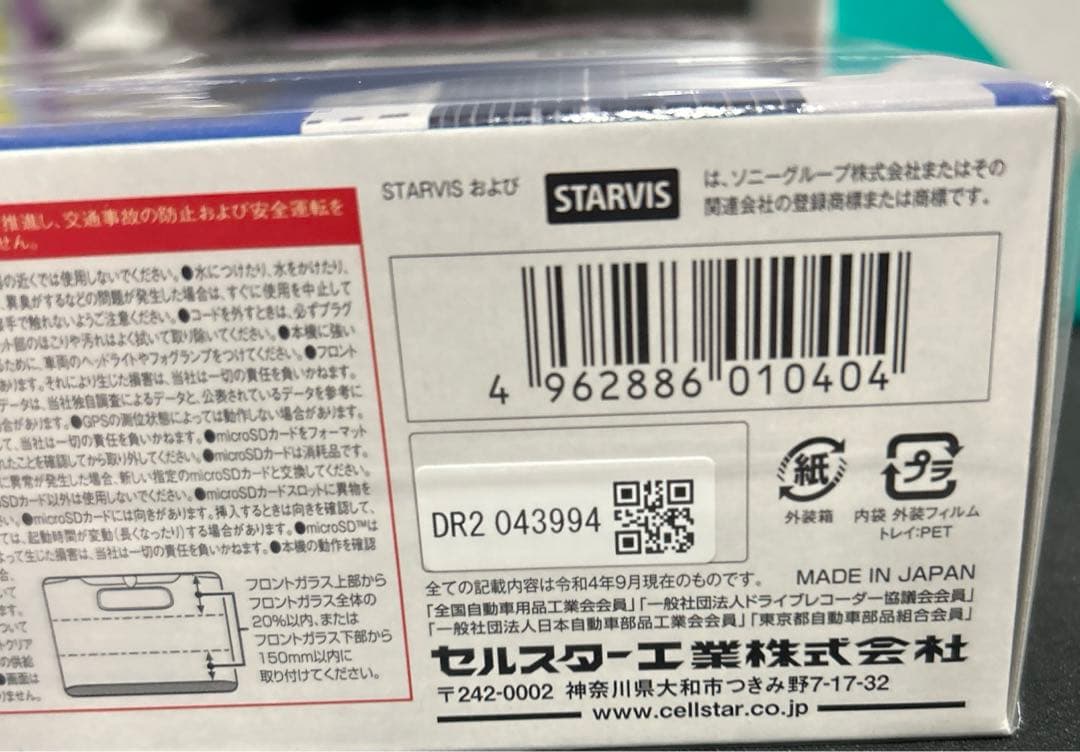 STARVIS および STARVIS は、ソニーグループ株式会社またはその
関連会社の登録商標または商標です。
推進し、交通事故の防止および安全運転を
せん。
の近くでは使用しないでください。●水につけたり、水をかけたり、
異臭がするなどの問題が発生した場合は、すぐに使用を中止して
手で触れないようご注意ください。●コードを外すときは、必ずプラグ
ット部のほこりや汚れはよく拭いて取り除いてください。●本機に強い
ために、車両のヘッドライトやフォグランプをつけてください。●フロント
あります。それにより生じた損害は、当社は一切の責任を負いかねます。
データは、当社独自調査によるデータと、公表されているデータを参考に
合があります。●GPSの測位状態によっては動作しない場合があります。
て、当社は一切の責任を負いかねます。●microSDカードをフォーマット
れたことを確認してから取り外してください。●microSDカードは消耗品です。
に異常が発生した場合、新しい指定のmicroSDカードと交換してください。
SDカード以外は使用しないでください。●microSDカードスロットに異物を
い。●microSDカードには向きがあります。挿入するときは向きを確認して、
ては、起動時間が変動(長くなったり)する場合があります。●microSD™は
よって生じた損害は、当社は一切の責任を負いかねます。●本機の動作を確認
フロントガラス上部から
フロントガラス全体の
20%以内、または
フロントガラス下部から
150mm以内に
取り付けてください。
4 962886 010404
DR2 043994
紙
外装箱
プラ
内袋 外装フィルム
トレイ:PET
全ての記載内容は令和4年9月現在のものです。 MADE IN JAPAN
「全国自動車用品工業会会員」「一般社団法人ドライブレコーダー協議会会員」
「一般社団法人日本自動車部品工業会会員」「東京都自動車部品組合会員」
セルスター工業株式会社
〒242-0002 神奈川県大和市つきみ野7-17-32
www.cellstar.co.jp